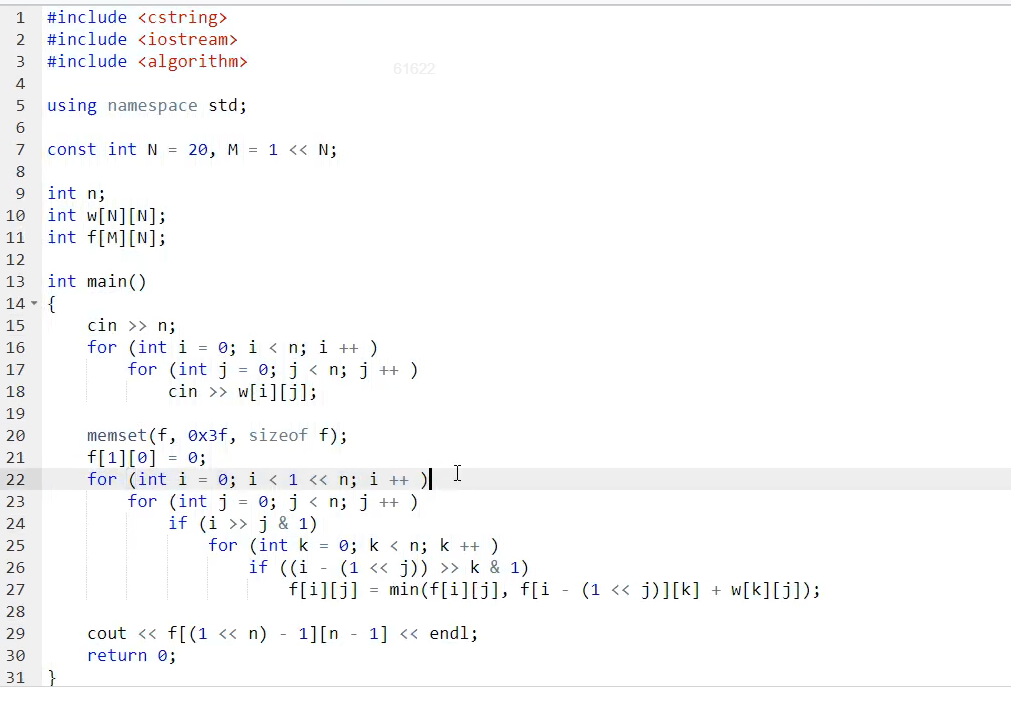 1 #include <cstring>
2 #include <iostream>
3 #include <algorithm>
61622
4
5 using namespace std;
6
7 const int N = 20, M = 1 << N;
8
9 int n;
10 int w[N][N];
11 int f[M][N];
12
13 int main()
14 {
15     cin >> n;
16     for (int i = 0; i < n; i ++ )
17         for (int j = 0; j < n; j ++ )
18             cin >> w[i][j];
19
20     memset(f, 0x3f, sizeof f);
21     f[1][0] = 0;
22     for (int i = 0; i < 1 << n; i ++ )
23         for (int j = 0; j < n; j ++ )
24             if (i >> j & 1)
25                 for (int k = 0; k < n; k ++ )
26                     if ((i - (1 << j)) >> k & 1)
27                         f[i][j] = min(f[i][j], f[i - (1 << j)][k] + w[k][j]);
28
29     cout << f[(1 << n) - 1][n - 1] << endl;
30     return 0;
31 }